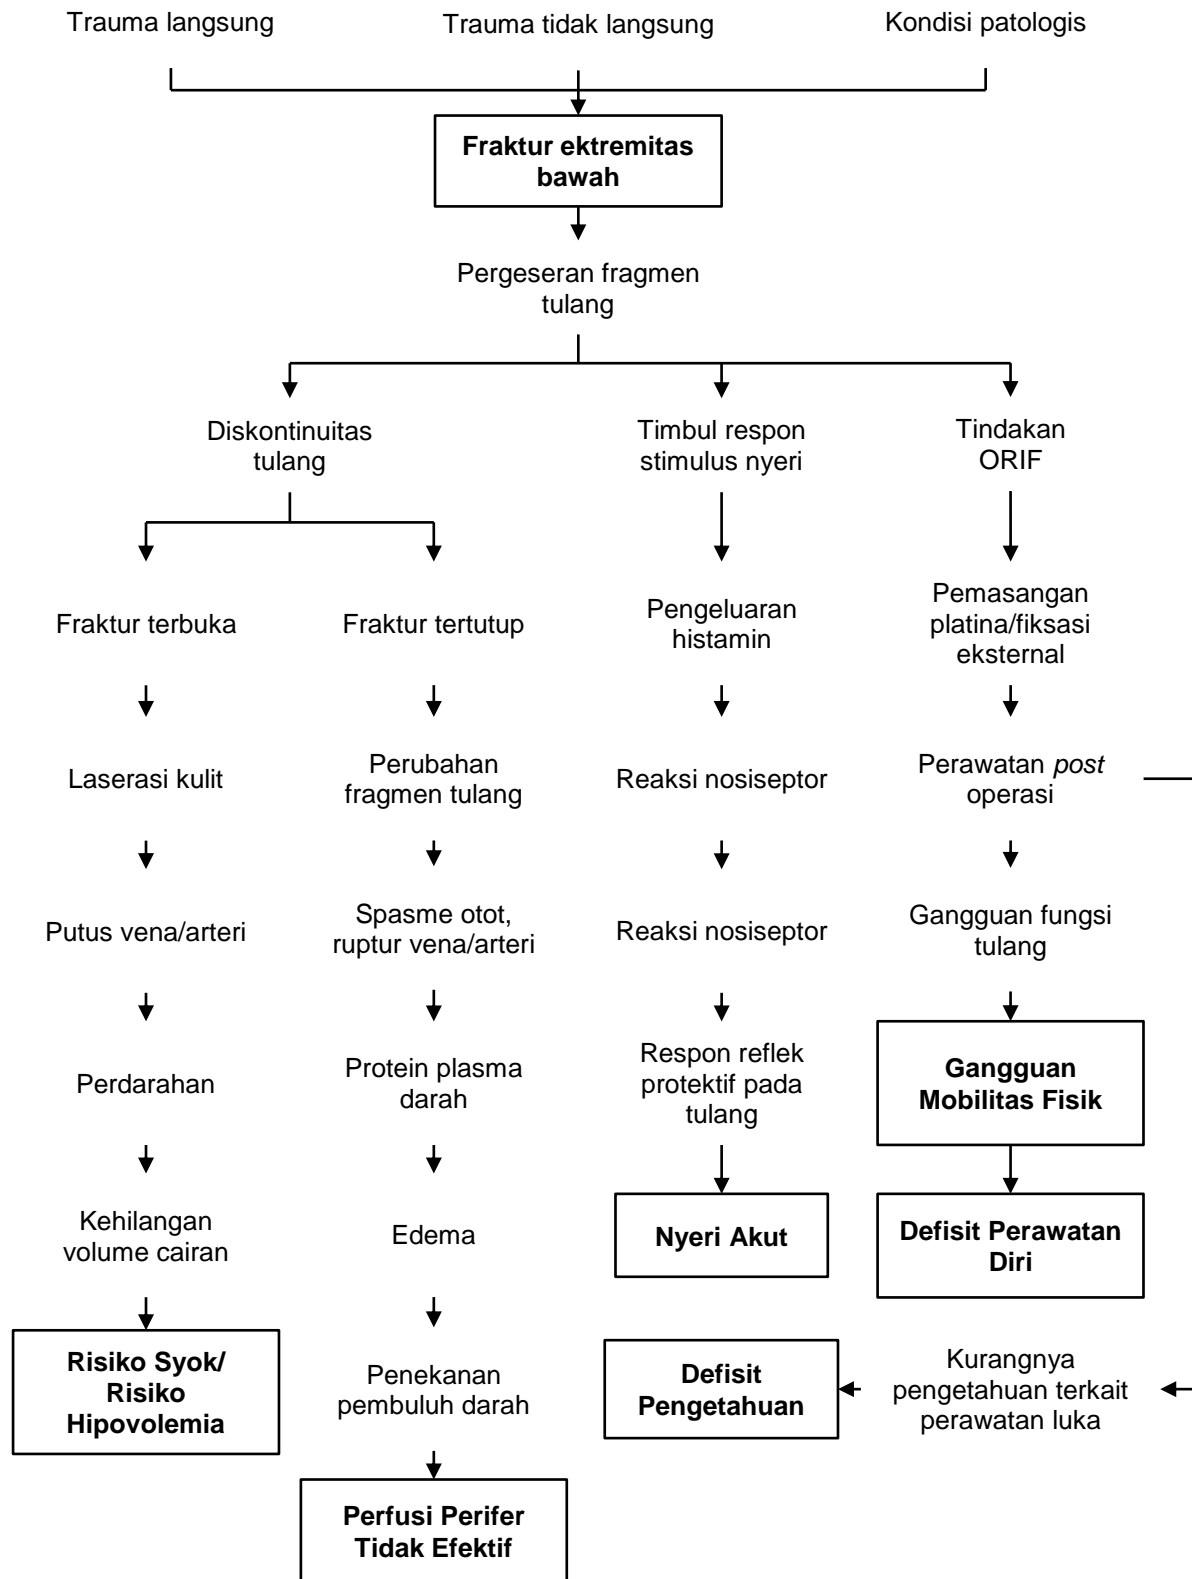 Trauma langsung
Trauma tidak langsung
Kondisi patologis
Fraktur ektremitas
bawah
Pergeseran fragmen
tulang
Diskontinuitas
tulang
Timbul respon
stimulus nyeri
Tindakan
ORIF
Fraktur terbuka
Fraktur tertutup
Pengeluaran
histamin
Pemasangan
platina/fiksasi
eksternal
Laserasi kulit
Perubahan
fragmen tulang
Reaksi nosiseptor
Perawatan post
operasi
Putus vena/arteri
Spasme otot,
ruptur vena/arteri
Reaksi nosiseptor
Gangguan fungsi
tulang
Perdarahan
Protein plasma
darah
Respon reflek
protektif pada
tulang
Gangguan
Mobilitas Fisik
Kehilangan
volume cairan
Edema
Nyeri Akut
Defisit Perawatan
Diri
Risiko Syok/
Risiko
Hipovolemia
Penekanan
pembuluh darah
Defisit
Pengetahuan
Kurangnya
pengetahuan terkait
perawatan luka
Perfusi Perifer
Tidak Efektif